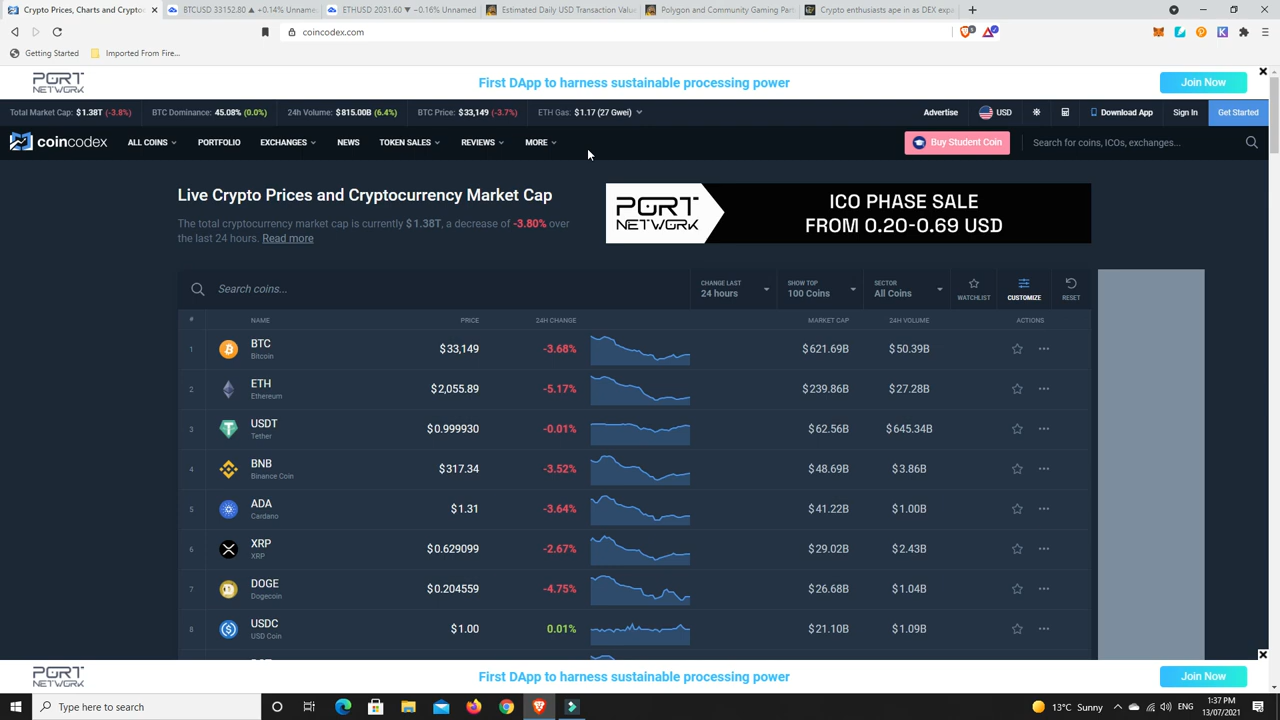 Crypto Prices, Charts and Cryptocu
BTCUSD 33152.80 ▲ +0.14% Unname
ETHUSD 2031.60 ▼ −0.16% Unnamed
Estimated Daily USD Transaction Valu
Polygon and Community Gaming Part
Crypto enthusiasts ape in as DEX expa
coincodex.com
Getting Started
Imported From Fire...
PORT NETWORK
First DApp to harness sustainable processing power
Join Now
Total Market Cap: $1.38T (-3.8%)
BTC Dominance: 45.08% (0.0%)
24h Volume: $815.00B (6.4%)
BTC Price: $33,149 (-3.7%)
ETH Gas: $1.17 (27 Gwei)
Advertise
USD
Download App
Sign In
Get Started
coincodex
ALL COINS
PORTFOLIO
EXCHANGES
NEWS
TOKEN SALES
REVIEWS
MORE
Buy Student Coin
Search for coins, ICOs, exchanges...
Live Crypto Prices and Cryptocurrency Market Cap
The total cryptocurrency market cap is currently $1.38T, a decrease of -3.80% over
the last 24 hours. Read more
PORT
NETWORK
ICO PHASE SALE
FROM 0.20-0.69 USD
Search coins...
CHANGE LAST
24 hours
SHOW TOP
100 Coins
SECTOR
All Coins
WATCHLIST
CUSTOMIZE
RESET
# NAME PRICE 24H CHANGE MARKET CAP 24H VOLUME ACTIONS
1 BTC $33,149 -3.68% $621.69B $50.39B
Bitcoin
2 ETH $2,055.89 -5.17% $239.86B $27.28B
Ethereum
3 USDT $0.999930 -0.01% $62.56B $645.34B
Tether
4 BNB $317.34 -3.52% $48.69B $3.86B
Binance Coin
5 ADA $1.31 -3.64% $41.22B $1.00B
Cardano
6 XRP $0.629099 -2.67% $29.02B $2.43B
XRP
7 DOGE $0.204559 -4.75% $26.68B $1.04B
Dogecoin
8 USDC $1.00 0.01% $21.10B $1.09B
USD Coin
PORT NETWORK
First DApp to harness sustainable processing power
Join Now
Type here to search
13°C Sunny
ENG
1:37 PM
13/07/2021